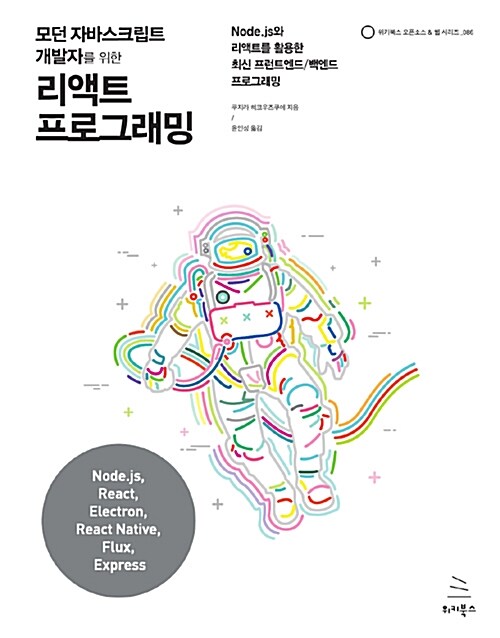 모던 자바스크립트
개발자를 위한
리액트
프로그래밍
Node.js와
리액트를 활용한
최신 프런트엔드/백엔드
프로그래밍
쿠지라 히코우즈쿠에 지음
/
윤인성 옮김
위키북스 오픈소스 & 웹 시리즈_086
Node.js,
React,
Electron,
React Native,
Flux,
Express
위키북스